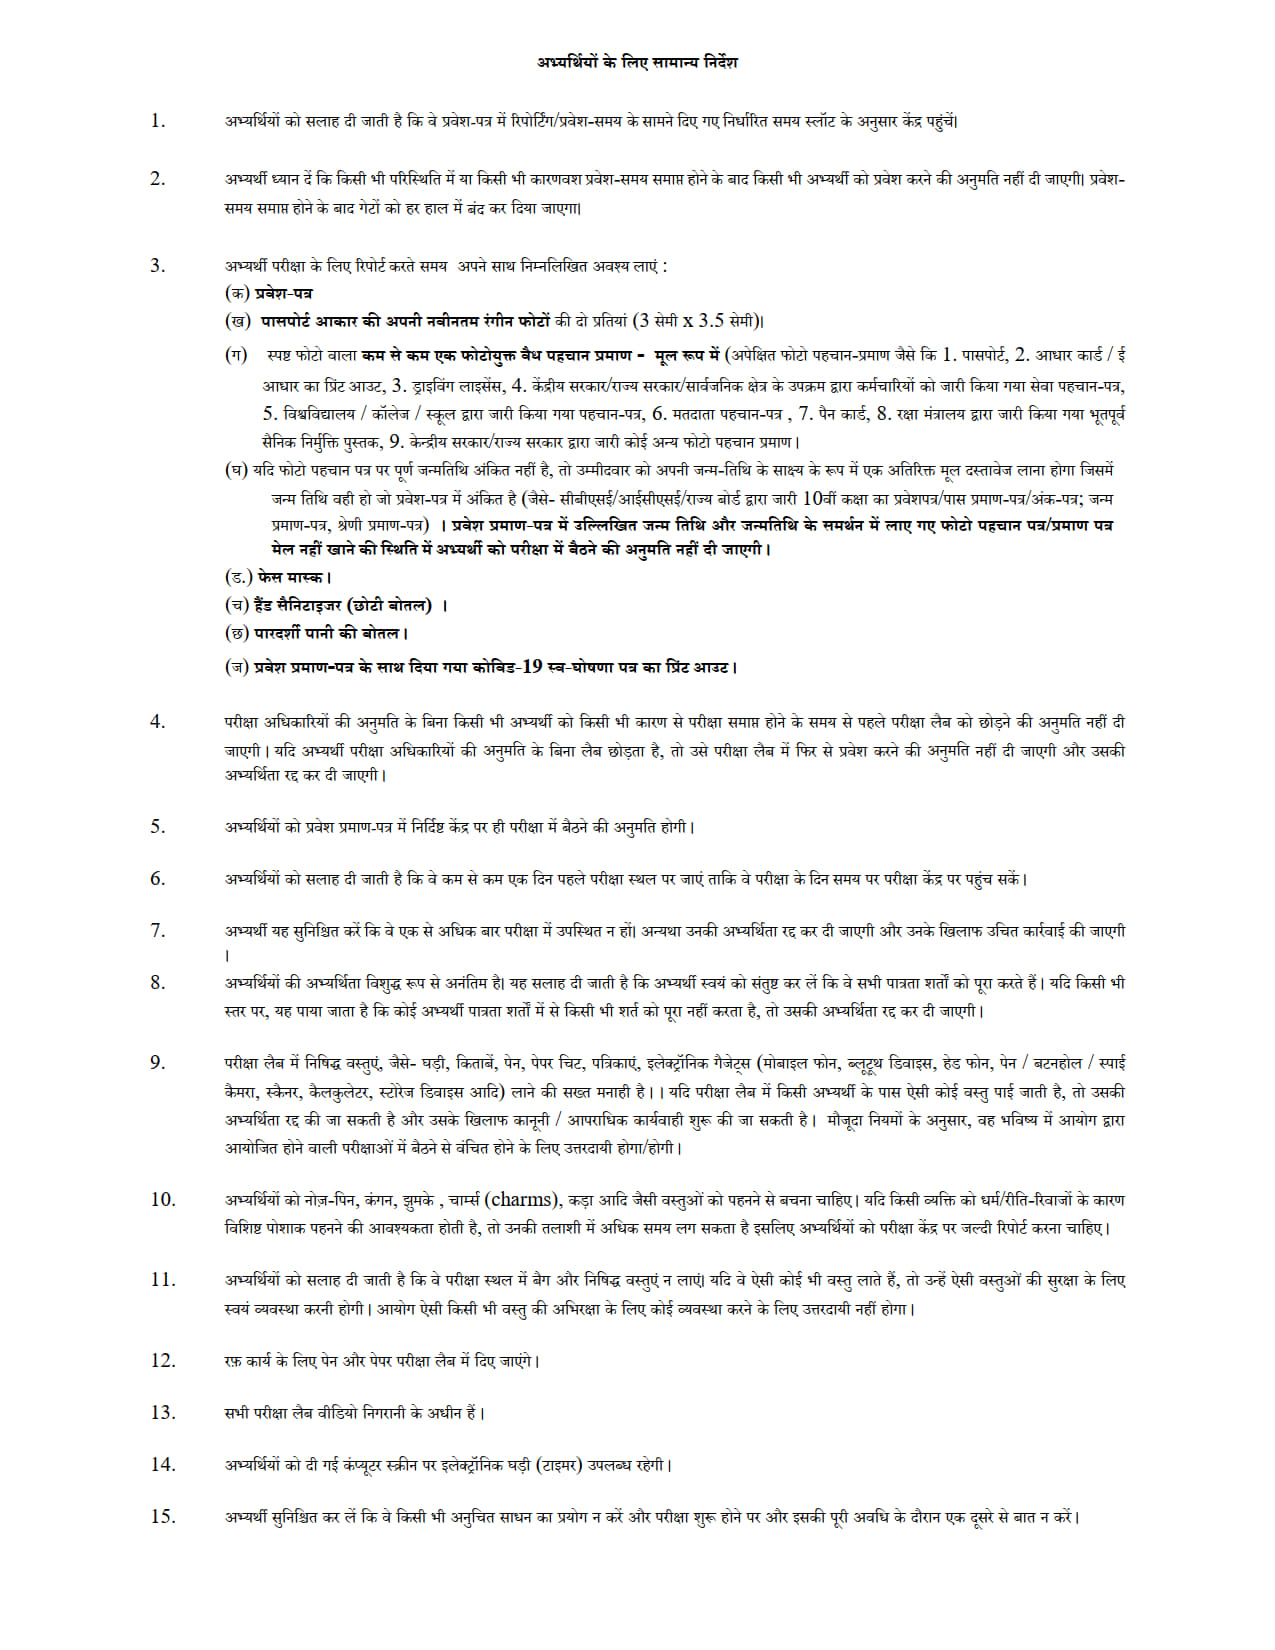 अभ्यर्थियों के लिए सामान्य निर्देश
1. अभ्यर्थियों को सलाह दी जाती है कि वे प्रवेश-पत्र में रिपोर्टिंग/प्रवेश-समय के सामने दिए गए निर्धारित समय स्लॉट के अनुसार केंद्र पहुंचें।
2. अभ्यर्थी ध्यान दें कि किसी भी परिस्थिति में या किसी भी कारणवश प्रवेश-समय समाप्त होने के बाद किसी भी अभ्यर्थी को प्रवेश करने की अनुमति नहीं दी जाएगी। प्रवेश-
समय समाप्त होने के बाद गेटों को हर हाल में बंद कर दिया जाएगा।
3. अभ्यर्थी परीक्षा के लिए रिपोर्ट करते समय अपने साथ निम्नलिखित अवश्य लाएं :
(क) प्रवेश-पत्र
(ख) पासपोर्ट आकार की अपनी नवीनतम रंगीन फोटों की दो प्रतियां (3 सेमी x 3.5 सेमी)।
(ग) स्पष्ट फोटो वाला कम से कम एक फोटोयुक्त वैध पहचान प्रमाण - मूल रूप में (अपेक्षित फोटो पहचान-प्रमाण जैसे कि 1. पासपोर्ट, 2. आधार कार्ड / ई
आधार का प्रिंट आउट, 3. ड्राइविंग लाइसेंस, 4. केंद्रीय सरकार/राज्य सरकार/सार्वजनिक क्षेत्र के उपक्रम द्वारा कर्मचारियों को जारी किया गया सेवा पहचान-पत्र,
5. विश्वविद्यालय / कॉलेज / स्कूल द्वारा जारी किया गया पहचान-पत्र, 6. मतदाता पहचान-पत्र , 7. पैन कार्ड, 8. रक्षा मंत्रालय द्वारा जारी किया गया भूतपूर्व
सैनिक निर्मुक्ति पुस्तक, 9. केन्द्रीय सरकार/राज्य सरकार द्वारा जारी कोई अन्य फोटो पहचान प्रमाण।
(घ) यदि फोटो पहचान पत्र पर पूर्ण जन्मतिथि अंकित नहीं है, तो उम्मीदवार को अपनी जन्म-तिथि के साक्ष्य के रूप में एक अतिरिक्त मूल दस्तावेज लाना होगा जिसमें
जन्म तिथि वही हो जो प्रवेश-पत्र में अंकित है (जैसे- सीबीएसई/आईसीएसई/राज्य बोर्ड द्वारा जारी 10वीं कक्षा का प्रवेशपत्र/पास प्रमाण-पत्र/अंक-पत्र; जन्म
प्रमाण-पत्र, श्रेणी प्रमाण-पत्र) । प्रवेश प्रमाण-पत्र में उल्लिखित जन्म तिथि और जन्मतिथि के समर्थन में लाए गए फोटो पहचान पत्र/प्रमाण पत्र
मेल नहीं खाने की स्थिति में अभ्यर्थी को परीक्षा में बैठने की अनुमति नहीं दी जाएगी।
(ड.) फेस मास्क।
(च) हैंड सैनिटाइजर (छोटी बोतल) ।
(छ) पारदर्शी पानी की बोतल।
(ज) प्रवेश प्रमाण-पत्र के साथ दिया गया कोविड-19 स्व-घोषणा पत्र का प्रिंट आउट।
4. परीक्षा अधिकारियों की अनुमति के बिना किसी भी अभ्यर्थी को किसी भी कारण से परीक्षा समाप्त होने के समय से पहले परीक्षा लैब को छोड़ने की अनुमति नहीं दी
जाएगी। यदि अभ्यर्थी परीक्षा अधिकारियों की अनुमति के बिना लैब छोड़ता है, तो उसे परीक्षा लैब में फिर से प्रवेश करने की अनुमति नहीं दी जाएगी और उसकी
अभ्यर्थिता रद्द कर दी जाएगी।
5. अभ्यर्थियों को प्रवेश प्रमाण-पत्र में निर्दिष्ट केंद्र पर ही परीक्षा में बैठने की अनुमति होगी।
6. अभ्यर्थियों को सलाह दी जाती है कि वे कम से कम एक दिन पहले परीक्षा स्थल पर जाएं ताकि वे परीक्षा के दिन समय पर परीक्षा केंद्र पर पहुंच सकें।
7. अभ्यर्थी यह सुनिश्चित करें कि वे एक से अधिक बार परीक्षा में उपस्थित न हों। अन्यथा उनकी अभ्यर्थिता रद्द कर दी जाएगी और उनके खिलाफ उचित कार्रवाई की जाएगी
।
8. अभ्यर्थियों की अभ्यर्थिता विशुद्ध रूप से अनंतिम है। यह सलाह दी जाती है कि अभ्यर्थी स्वयं को संतुष्ट कर लें कि वे सभी पात्रता शर्तों को पूरा करते हैं। यदि किसी भी
स्तर पर, यह पाया जाता है कि कोई अभ्यर्थी पात्रता शर्तों में से किसी भी शर्त को पूरा नहीं करता है, तो उसकी अभ्यर्थिता रद्द कर दी जाएगी।
9. परीक्षा लैब में निषिद्ध वस्तुएं, जैसे- घड़ी, किताबें, पेन, पेपर चिट, पत्रिकाएं, इलेक्ट्रॉनिक गैजेट्स (मोबाइल फोन, ब्लूटूथ डिवाइस, हेड फोन, पेन / बटनहोल / स्पाई
कैमरा, स्कैनर, कैलकुलेटर, स्टोरेज डिवाइस आदि) लाने की सख्त मनाही है।। यदि परीक्षा लैब में किसी अभ्यर्थी के पास ऐसी कोई वस्तु पाई जाती है, तो उसकी
अभ्यर्थिता रद्द की जा सकती है और उसके खिलाफ कानूनी / आपराधिक कार्यवाही शुरू की जा सकती है। मौजूदा नियमों के अनुसार, वह भविष्य में आयोग द्वारा
आयोजित होने वाली परीक्षाओं में बैठने से वंचित होने के लिए उत्तरदायी होगा/होगी।
10. अभ्यर्थियों को नोज़-पिन, कंगन, झुमके , चार्म्स (charms), कड़ा आदि जैसी वस्तुओं को पहनने से बचना चाहिए। यदि किसी व्यक्ति को धर्म/रीति-रिवाजों के कारण
विशिष्ट पोशाक पहनने की आवश्यकता होती है, तो उनकी तलाशी में अधिक समय लग सकता है इसलिए अभ्यर्थियों को परीक्षा केंद्र पर जल्दी रिपोर्ट करना चाहिए।
11. अभ्यर्थियों को सलाह दी जाती है कि वे परीक्षा स्थल में बैग और निषिद्ध वस्तुएं न लाएं। यदि वे ऐसी कोई भी वस्तु लाते हैं, तो उन्हें ऐसी वस्तुओं की सुरक्षा के लिए
स्वयं व्यवस्था करनी होगी। आयोग ऐसी किसी भी वस्तु की अभिरक्षा के लिए कोई व्यवस्था करने के लिए उत्तरदायी नहीं होगा।
12. रफ़ कार्य के लिए पेन और पेपर परीक्षा लैब में दिए जाएंगे।
13. सभी परीक्षा लैब वीडियो निगरानी के अधीन हैं।
14. अभ्यर्थियों को दी गई कंप्यूटर स्क्रीन पर इलेक्ट्रॉनिक घड़ी (टाइमर) उपलब्ध रहेगी।
15. अभ्यर्थी सुनिश्चित कर लें कि वे किसी भी अनुचित साधन का प्रयोग न करें और परीक्षा शुरू होने पर और इसकी पूरी अवधि के दौरान एक दूसरे से बात न करें।